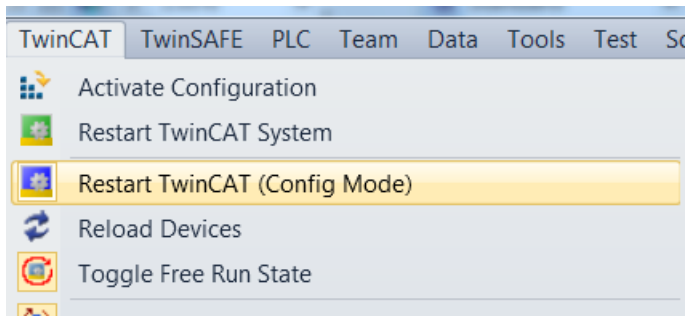 TwinCAT TwinSAFE PLC Team Data Tools Test
Activate Configuration
Restart TwinCAT System
Restart TwinCAT (Config Mode)
Reload Devices
Toggle Free Run State